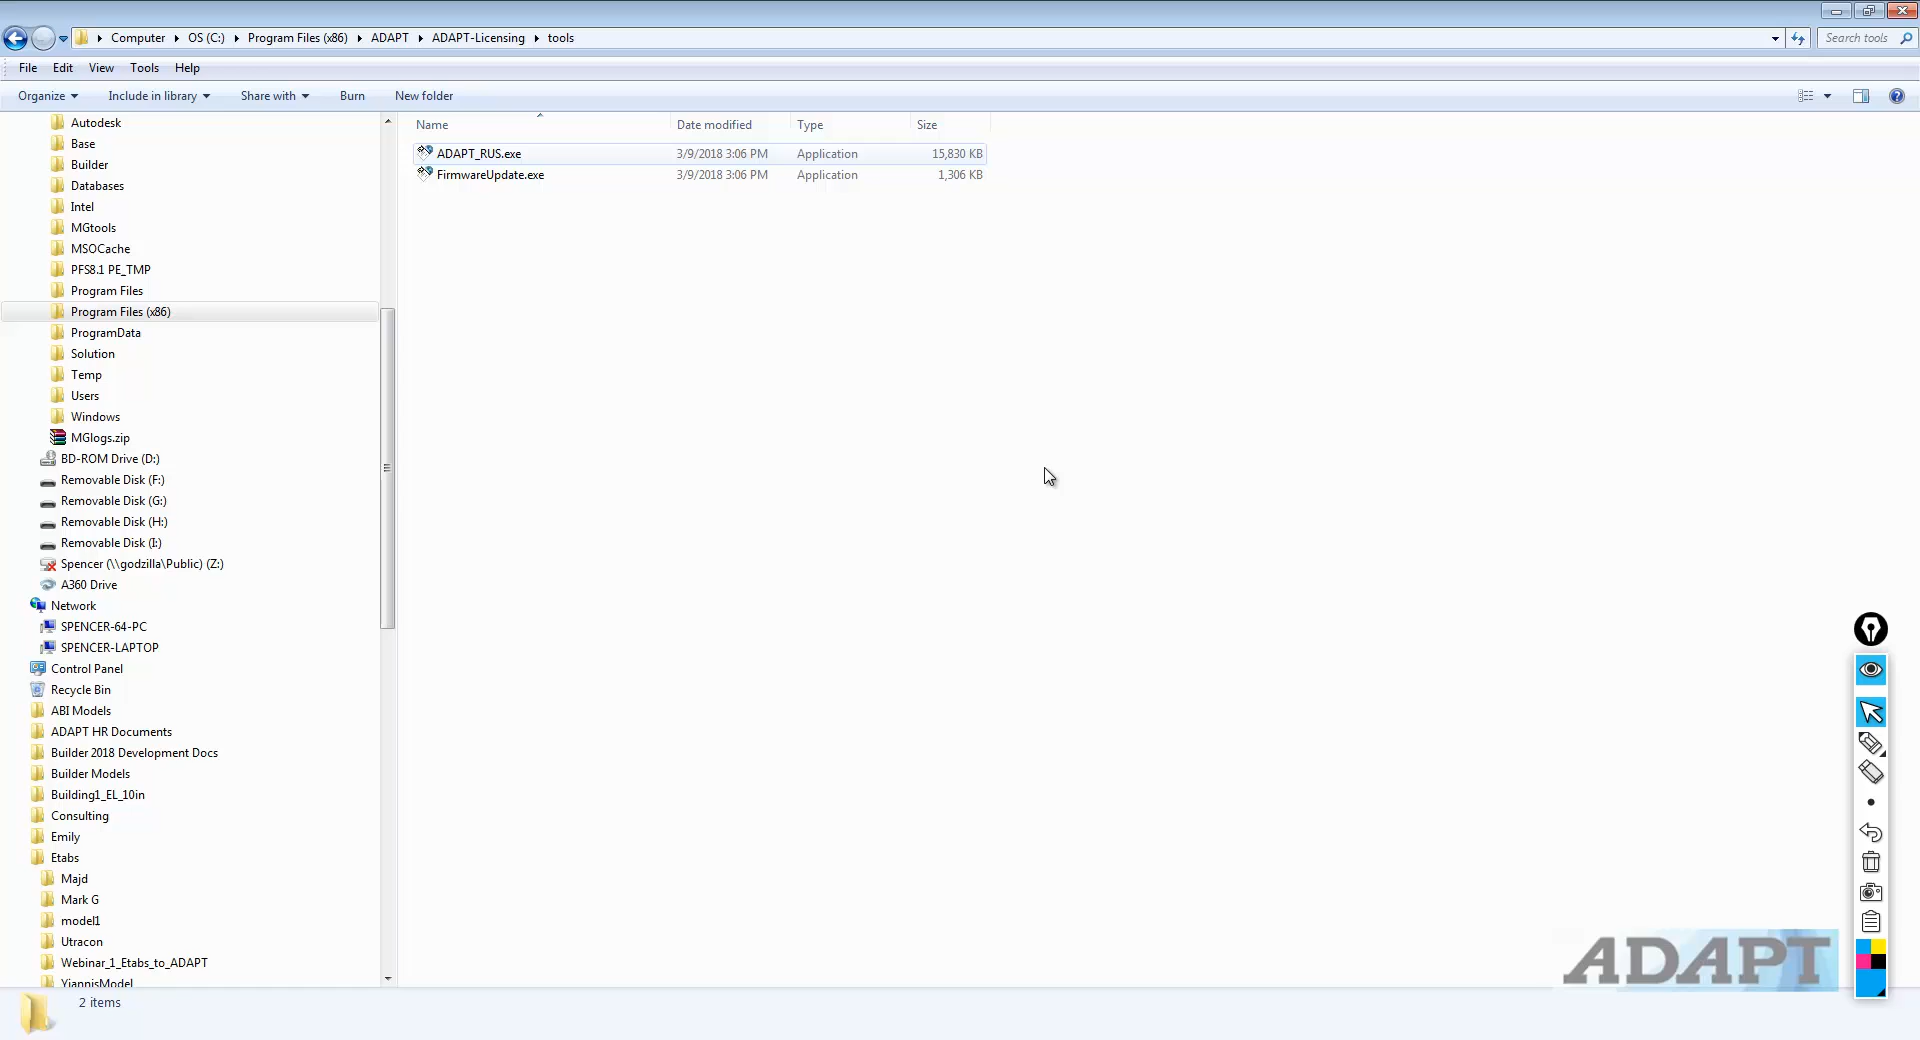 Computer OS (C:) Program Files (x86) ADAPT ADAPT-Licensing tools Search tools
File Edit View Tools Help
Organize Include in library Share with Burn New folder
Name Date modified Type Size
ADAPT_RUS.exe 3/9/2018 3:06 PM Application 15,830 KB
FirmwareUpdate.exe 3/9/2018 3:06 PM Application 1,306 KB
Autodesk
Base
Builder
Databases
Intel
MGtools
MSOCache
PFS8.1 PE_TMP
Program Files
Program Files (x86)
ProgramData
Solution
Temp
Users
Windows
MGlogs.zip
BD-ROM Drive (D:)
Removable Disk (F:)
Removable Disk (G:)
Removable Disk (H:)
Removable Disk (I:)
Spencer (\\godzilla\Public) (Z:)
A360 Drive
Network
SPENCER-64-PC
SPENCER-LAPTOP
Control Panel
Recycle Bin
ABI Models
ADAPT HR Documents
Builder 2018 Development Docs
Builder Models
Building1_EL_10in
Consulting
Emily
Etabs
Majd
Mark G
model1
Utracon
Webinar_1_Etabs_to_ADAPT
YiannisModel
2 items
ADAPT